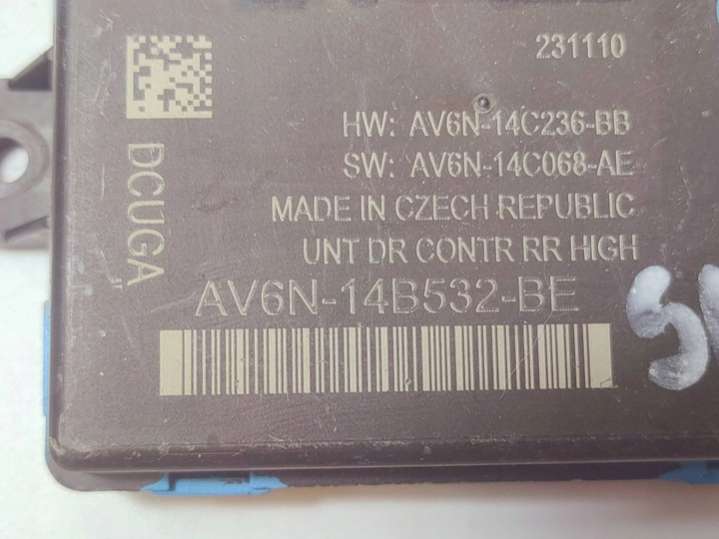 231110
HW: AV6N-14C236-BB
SW: AV6N-14C068-AE
MADE IN CZECH REPUBLIC
UNT DR CONTR RR HIGH
AV6N-14B532-BE
DCUGA